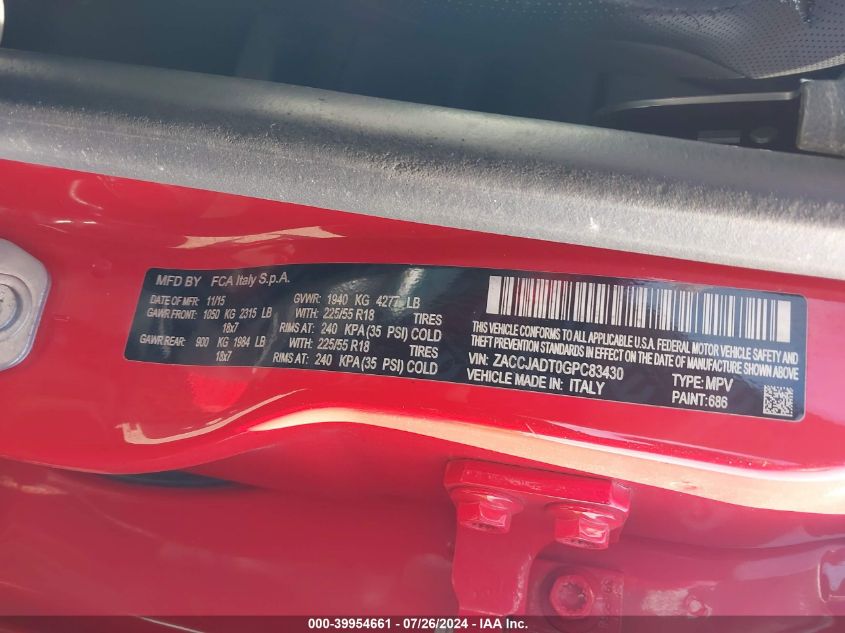 MFD BY FCA Italy S.p.A.
DATE OF MFR: 11/15 GVWR: 1940 KG 4277 LB
GAWR FRONT: 1050 KG 2315 LB WITH: 225/55 R18 TIRES
18x7 RIMS AT: 240 KPA (35 PSI) COLD
GAWR REAR: 900 KG 1984 LB WITH: 225/55 R18 TIRES
18x7 RIMS AT: 240 KPA (35 PSI) COLD
THIS VEHICLE CONFORMS TO ALL APPLICABLE U.S.A. FEDERAL MOTOR VEHICLE SAFETY AND
THEFT PREVENTION STANDARDS IN EFFECT ON THE DATE OF MANUFACTURE SHOWN ABOVE.
VIN: ZACCJADT0GPC83430 TYPE: MPV
VEHICLE MADE IN: ITALY PAINT: 686
000-39954661 / 07/26/2024 - IAA Inc.